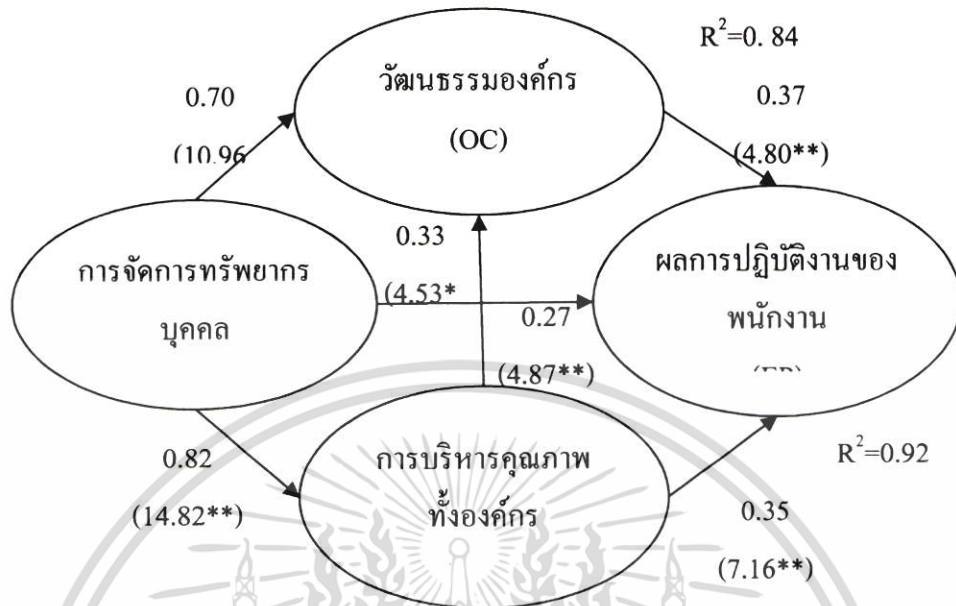 R²=0. 84
วัฒนธรรมองค์กร
(OC)
0.70
(10.96
0.37
(4.80**)
การจัดการทรัพยากร
บุคคล
0.33
(4.53*
0.27
(4.87**)
ผลการปฏิบัติงานของ
พนักงาน
0.82
(14.82**)
การบริหารคุณภาพ
ทั้งองค์กร
R²=0.92
0.35
(7.16**)